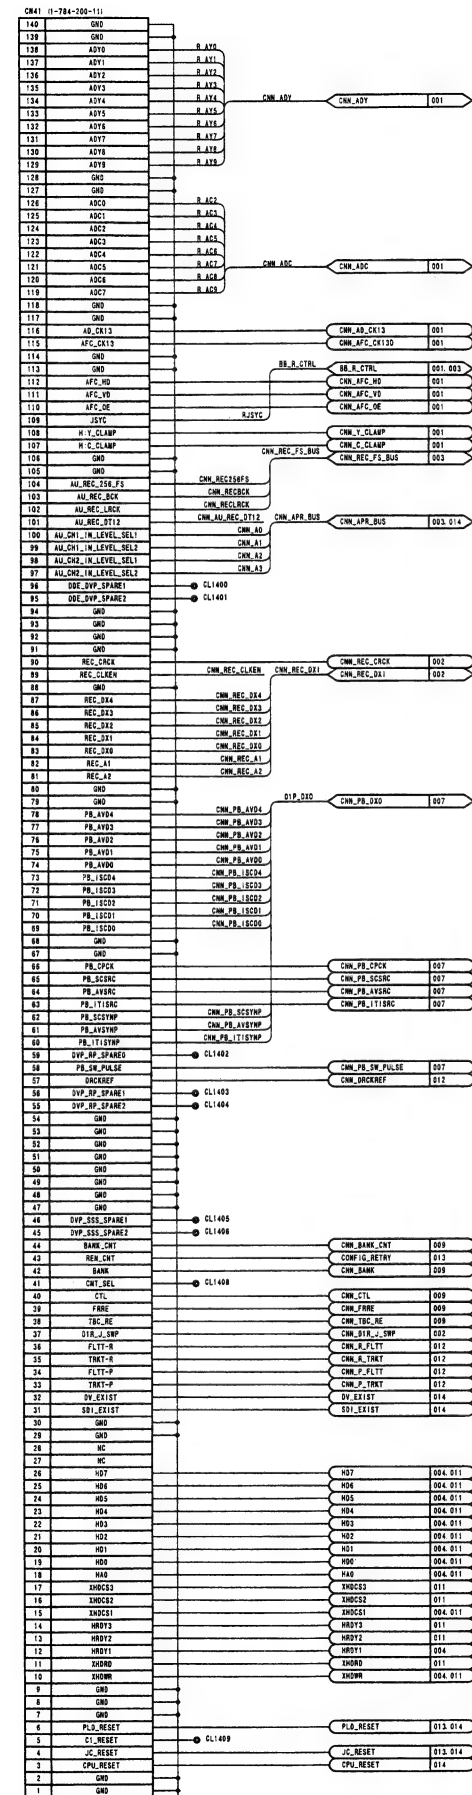 CN41 (1-784-200-11)
140 GND
139 GND
138 ADY0 R_AY0
137 ADY1 R_AY1
136 ADY2 R_AY2
135 ADY3 R_AY3
134 ADY4 R_AY4 CNN_ADY CNN_ADY 001
133 ADY5 R_AY5
132 ADY6 R_AY6
131 ADY7 R_AY7
130 ADY8 R_AY8
129 ADY9 R_AY9
128 GND
127 GND
126 ADC0 R_AC2
125 ADC1 R_AC3
124 ADC2 R_AC4
123 ADC3 R_AC5
122 ADC4 R_AC6
121 ADC5 R_AC7 CNN_ADC CNN_ADC 001
120 ADC6 R_AC8
119 ADC7 R_AC9
118 GND
117 GND
116 AD_CK13 CNN_AD_CK13 001
115 AFC_CK13 CNN_AFC_CK13D 001
114 GND
113 GND BB_R_CTRL BB_R_CTRL 001.003
112 AFC_HD CNN_AFC_HD 001
111 AFC_VD CNN_AFC_VD 001
110 AFC_OE CNN_AFC_OE 001
109 JSYC RJSYC
108 H:Y_CLAMP CNN_Y_CLAMP 001
107 H:C_CLAMP CNN_C_CLAMP 001
106 GND CNN_REC_FS_BUS CNN_REC_FS_BUS 003
105 GND
104 AU_REC_256_FS CNN_REC256FS
103 AU_REC_BCK CNN_RECBCK
102 AU_REC_LRCK CNN_RECLRCK
101 AU_REC_DT12 CNN_AU_REC_DT12 CNN_APR_BUS CNN_APR_BUS 003.014
100 AU_CH1_IN_LEVEL_SEL1 CNN_A0
99 AU_CH1_IN_LEVEL_SEL2 CNN_A1
98 AU_CH2_IN_LEVEL_SEL1 CNN_A2
97 AU_CH2_IN_LEVEL_SEL2 CNN_A3
96 DDE_DVP_SPARE1 CL1400
95 DDE_DVP_SPARE2 CL1401
94 GND
93 GND
92 GND
91 GND
90 REC_CRCK CNN_REC_CRCK 002
89 REC_CLKEN CNN_REC_CLKEN CNN_REC_DXI CNN_REC_DXI 002
88 GND
87 REC_DX4 CNN_REC_DX4
86 REC_DX3 CNN_REC_DX3
85 REC_DX2 CNN_REC_DX2
84 REC_DX1 CNN_REC_DX1
83 REC_DX0 CNN_REC_DX0
82 REC_A1 CNN_REC_A1
81 REC_A2 CNN_REC_A2
80 GND
79 GND D1P_DXO CNN_PB_DXO 007
78 PB_AVD4 CNN_PB_AVD4
77 PB_AVD3 CNN_PB_AVD3
76 PB_AVD2 CNN_PB_AVD2
75 PB_AVD1 CNN_PB_AVD1
74 PB_AVD0 CNN_PB_AVD0
73 PB_ISCD4 CNN_PB_ISCD4
72 PB_ISCD3 CNN_PB_ISCD3
71 PB_ISCD2 CNN_PB_ISCD2
70 PB_ISCD1 CNN_PB_ISCD1
69 PB_ISCD0 CNN_PB_ISCD0
68 GND
67 GND
66 PB_CPCK CNN_PB_CPCK 007
65 PB_SCSRC CNN_PB_SCSRC 007
64 PB_AVSRC CNN_PB_AVSRC 007
63 PB_ITISRC CNN_PB_ITISRC 007
62 PB_SCSYNP CNN_PB_SCSYNP
61 PB_AVSYNP CNN_PB_AVSYNP
60 PB_ITISYNP CNN_PB_ITISYNP
59 DVP_RP_SPARE0 CL1402
58 PB_SW_PULSE CNN_PB_SW_PULSE 007
57 DRCKREF CNN_DRCKREF 012
56 DVP_RP_SPARE1 CL1403
55 DVP_RP_SPARE2 CL1404
54 GND
53 GND
52 GND
51 GND
50 GND
49 GND
48 GND
47 GND
46 DVP_SSS_SPARE1 CL1405
45 DVP_SSS_SPARE2 CL1406
44 BANK_CNT CNN_BANK_CNT 009
43 REN_CNT CONFIG_RETRY 013
42 BANK CNN_BANK 009
41 CNT_SEL CL1408
40 CTL CNN_CTL 009
39 FRRE CNN_FRRE 009
38 TBC_RE CNN_TBC_RE 009
37 DIR_J_SWP CNN_DIR_J_SWP 002
36 FLTT-R CNN_R_FLTT 012
35 TRKT-R CNN_R_TRKT 012
34 FLTT-P CNN_P_FLTT 012
33 TRKT-P CNN_P_TRKT 012
32 DV_EXIST DV_EXIST 014
31 SDI_EXIST SDI_EXIST 014
30 GND
29 GND
28 NC
27 NC
26 HD7 HD7 004.011
25 HD6 HD6 004.011
24 HD5 HD5 004.011
23 HD4 HD4 004.011
22 HD3 HD3 004.011
21 HD2 HD2 004.011
20 HD1 HD1 004.011
19 HD0 HD0 004.011
18 HA0 HA0 004.011
17 XHDCS3 XHDCS3 011
16 XHDCS2 XHDCS2 011
15 XHDCS1 XHDCS1 004.011
14 HRDY3 HRDY3 011
13 HRDY2 HRDY2 011
12 HRDY1 HRDY1 004
11 XHDRD XHDRD 011
10 XHDWR XHDWR 004.011
9 GND
8 GND
7 GND
6 PLD_RESET PLD_RESET 013.014
5 C1_RESET CL1409
4 JC_RESET JC_RESET 013.014
3 CPU_RESET CPU_RESET 014
2 GND
1 GND